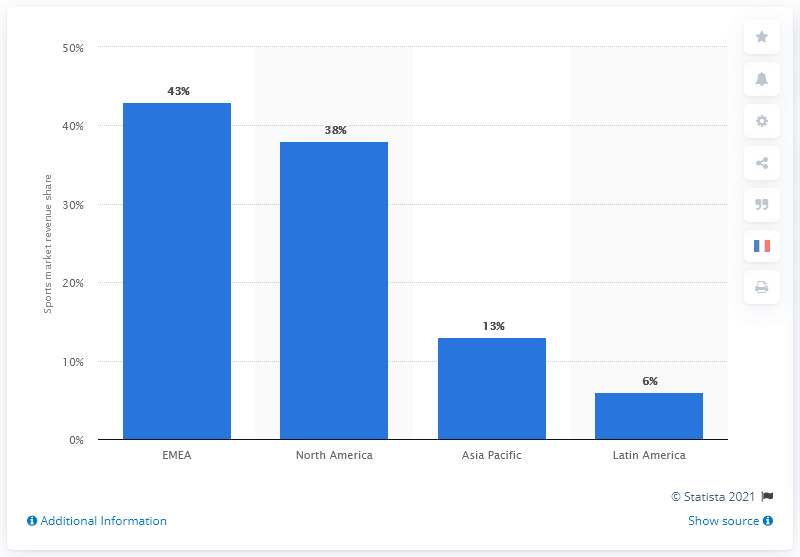 50%
43%
40%
38%
30%
Sports market revenue share
20%
13%
10%
6%
0%
EMEA North America Asia Pacific Latin America
© Statista 2021
Additional Information Show source